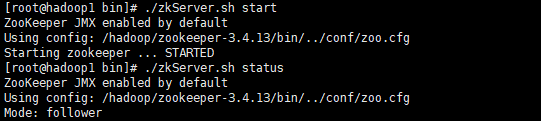 [root@hadoop1 bin]# ./zkServer.sh start
ZooKeeper JMX enabled by default
Using config: /hadoop/zookeeper-3.4.13/bin/../conf/zoo.cfg
Starting zookeeper ... STARTED
[root@hadoop1 bin]# ./zkServer.sh status
ZooKeeper JMX enabled by default
Using config: /hadoop/zookeeper-3.4.13/bin/../conf/zoo.cfg
Mode: follower